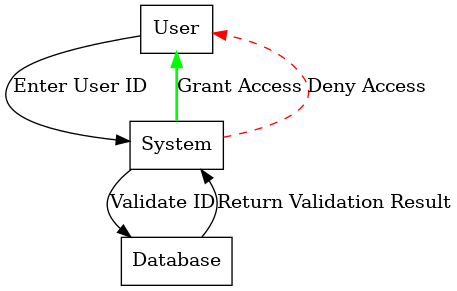 User
Enter User ID
Grant Access
Deny Access
System
Validate ID
Return Validation Result
Database